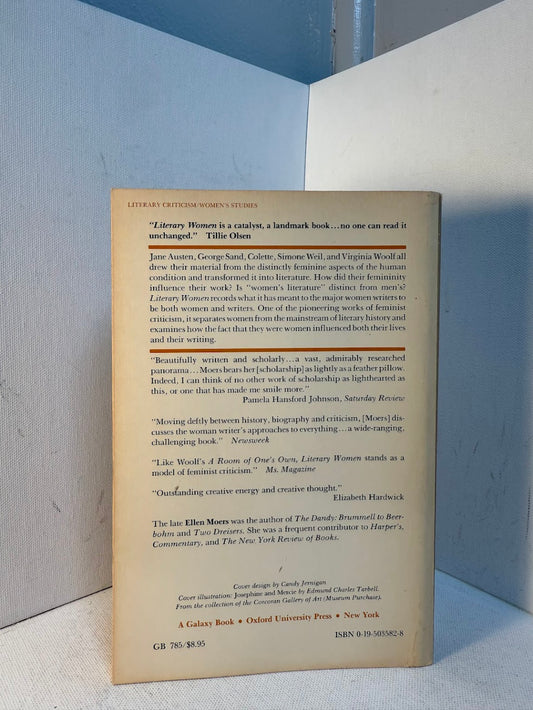 LITERARY CRITICISM/WOMEN'S STUDIES
"Literary Women is a catalyst, a landmark book...no one can read it
unchanged." Tillie Olsen
Jane Austen, George Sand, Colette, Simone Weil, and Virginia Woolf all
drew their material from the distinctly feminine aspects of the human
condition and transformed it into literature. How did their femininity
influence their work? Is "women's literature" distinct from men's?
Literary Women records what it has meant to the major women writers to
be both women and writers. One of the pioneering works of feminist
criticism, it separates women from the mainstream of literary history and
examines how the fact that they were women influenced both their lives
and their writing.
"Beautifully written and scholarly...a vast, admirably researched
panorama...Moers bears her [scholarship] as lightly as a feather pillow.
Indeed, I can think of no other work of scholarship as lighthearted as
this, or one that has made me smile more."
Pamela Hansford Johnson, Saturday Review
"Moving deftly between history, biography and criticism, [Moers] dis-
cusses the woman writer's approaches to everything...a wide-ranging,
challenging book." Newsweek
"Like Woolf's A Room of One's Own, Literary Women stands as a
model of feminist criticism." Ms. Magazine
"Outstanding creative energy and creative thought."
Elizabeth Hardwick
The late Ellen Moers was the author of The Dandy: Brummell to Beer-
bohm and Two Dreisers. She was a frequent contributor to Harper's,
Commentary, and The New York Review of Books.
Cover design by Candy Jernigan
Cover illustration: Josephine and Mercie by Edmund Charles Tarbell.
From the collection of the Corcoran Gallery of Art (Museum Purchase).
A Galaxy Book • Oxford University Press • New York
GB 785/$8.95
ISBN 0-19-503582-8